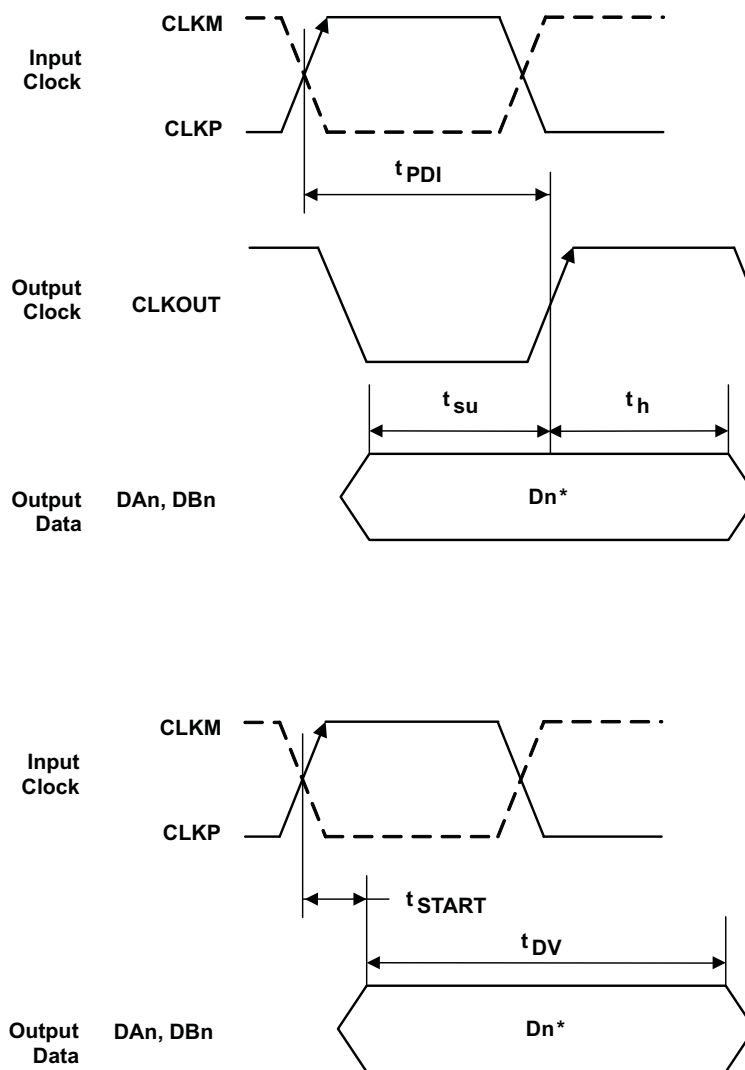 CLKM
Input
Clock
CLKP
t PDI
Output
Clock
CLKOUT
t su
t h
Output
Data
DAn, DBn
Dn*
CLKM
Input
Clock
CLKP
t START
t DV
Output
Data
DAn, DBn
Dn*